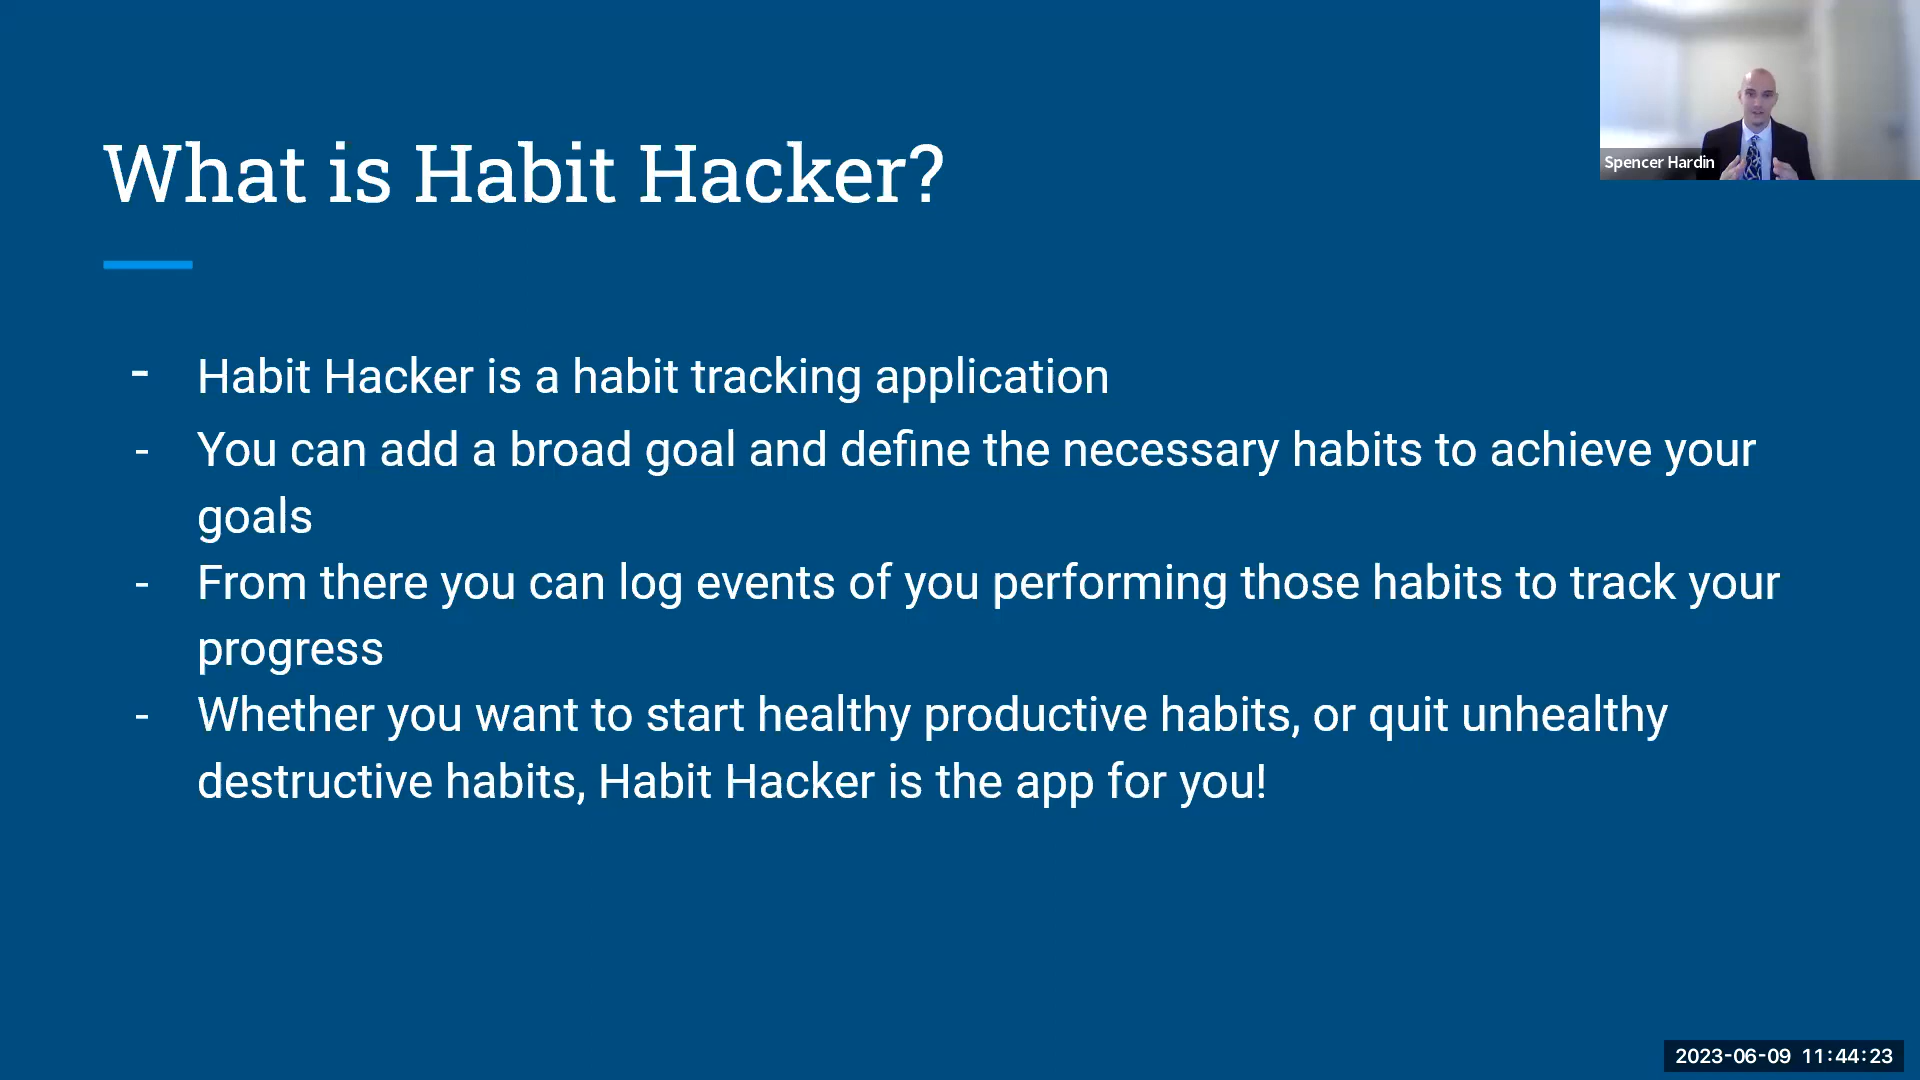 What is Habit Hacker?
Spencer Hardin
- Habit Hacker is a habit tracking application
- You can add a broad goal and define the necessary habits to achieve your
goals
- From there you can log events of you performing those habits to track your
progress
- Whether you want to start healthy productive habits, or quit unhealthy
destructive habits, Habit Hacker is the app for you!
2023-06-09 11:44:23